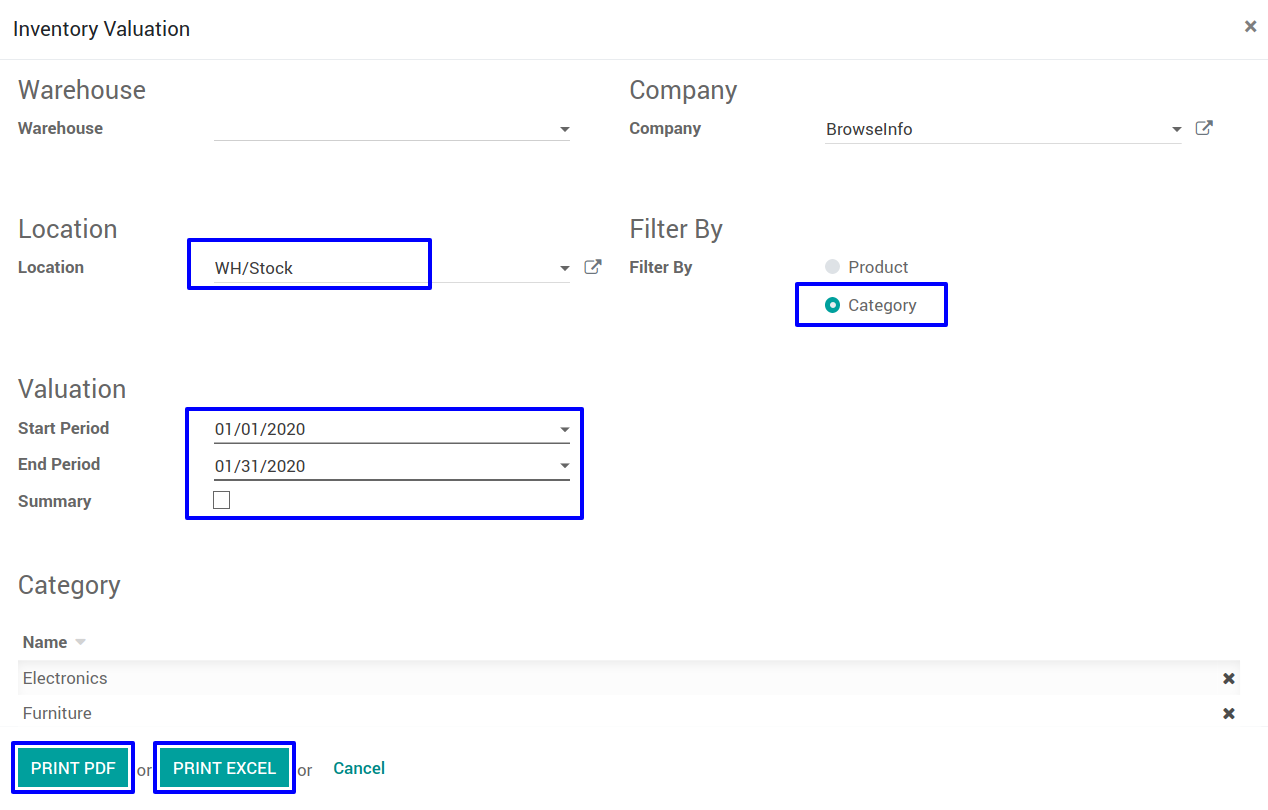 Inventory Valuation
Warehouse
Warehouse
Company
Company BrowseInfo
Location
Location WH/Stock
Filter By
Filter By Product
Category
Valuation
Start Period 01/01/2020
End Period 01/31/2020
Summary
Category
Name
Electronics
Furniture
PRINT PDF or PRINT EXCEL or Cancel